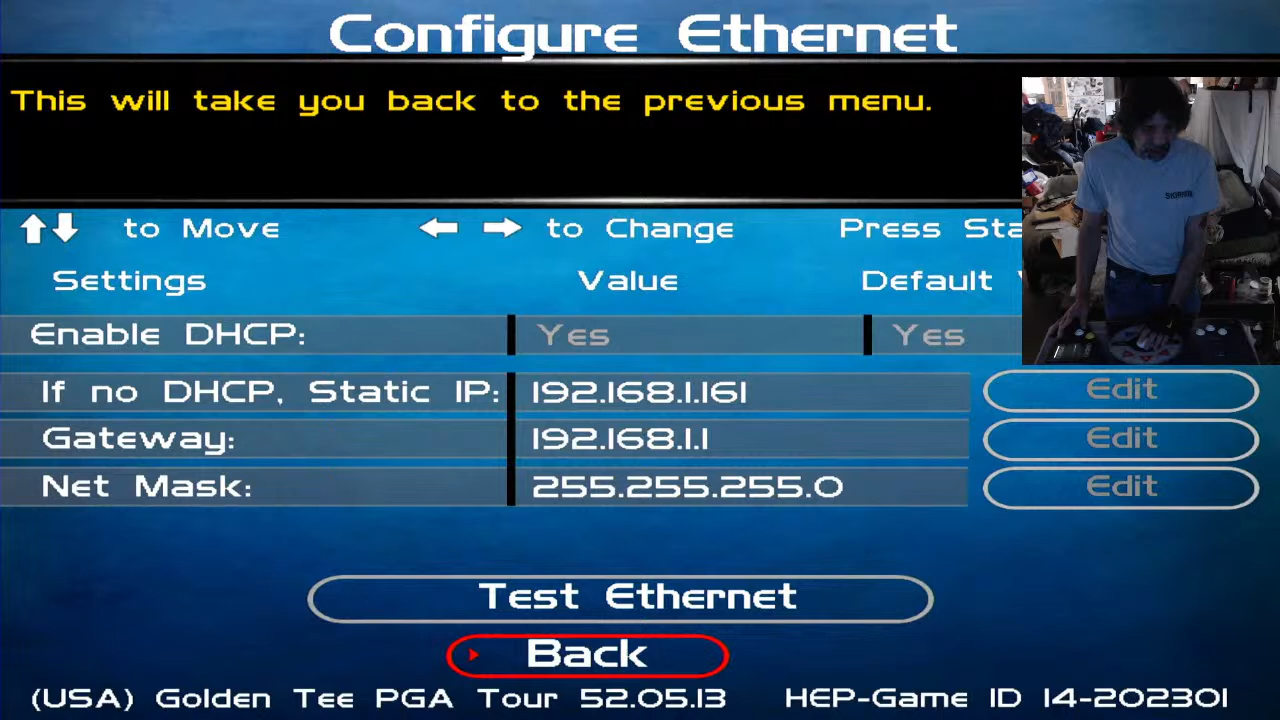 Configure Ethernet
This will take you back to the previous menu.
to Move to Change Press
Settings Value Default
Enable DHCP: Yes Yes
If no DHCP, Static IP: 192.168.1.161 Edit
Gateway: 192.168.1.1 Edit
Net Mask: 255.255.255.0 Edit
Test Ethernet
Back
(USA) Golden Tee PGA Tour 52.05.13 HEP-Game ID 14-202301